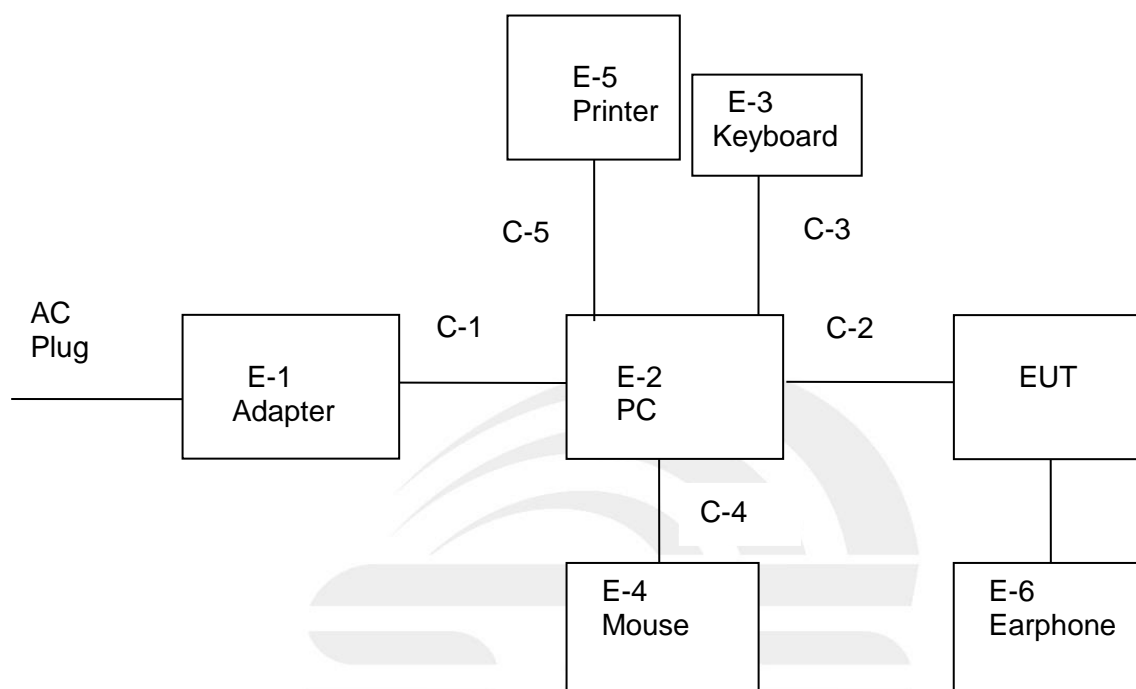 E-5
Printer
E-3
Keyboard
C-5
C-3
AC
Plug
C-1
C-2
E-1
Adapter
E-2
PC
EUT
C-4
E-4
Mouse
E-6
Earphone